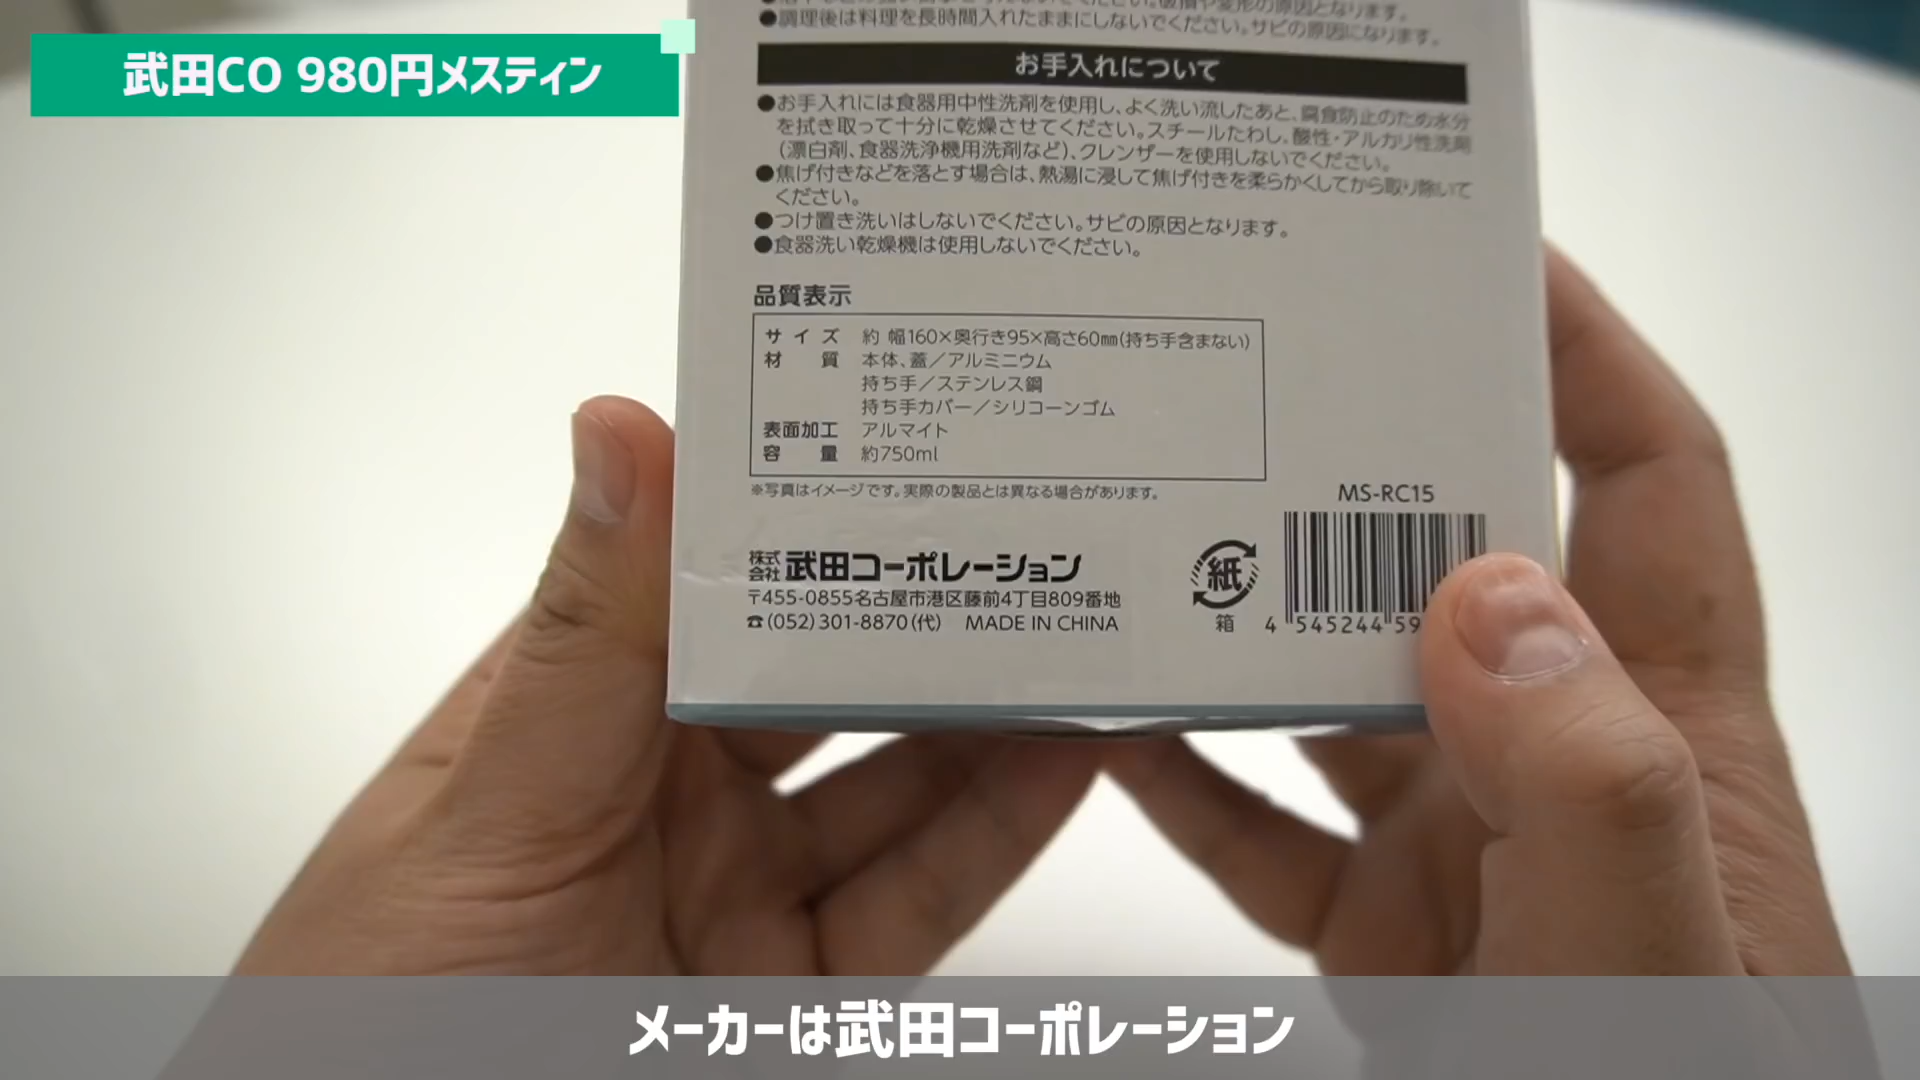 武田CO 980円メスティン
破損や変形の原因となります。
●調理後は料理を長時間入れたままにしないでください。サビの原因になります。
お手入れについて
●お手入れには食器用中性洗剤を使用し、よく洗い流したあと、腐食防止のため水分
を拭き取って十分に乾燥させてください。スチールたわし、酸性・アルカリ性洗剤
(漂白剤、食器洗浄機用洗剤など)、クレンザーを使用しないでください。
●焦げ付きなどを落とす場合は、熱湯に浸して焦げ付きを柔らかくしてから取り除いて
ください。
●つけ置き洗いはしないでください。サビの原因となります。
●食器洗い乾燥機は使用しないでください。
品質表示
サイズ 約 幅160×奥行き95×高さ60㎜(持ち手含まない)
材質 本体、蓋／アルミニウム
持ち手／ステンレス鋼
持ち手カバー／シリコーンゴム
表面加工 アルマイト
容量 約750ml
※写真はイメージです。実際の製品とは異なる場合があります。
MS-RC15
株式会社 武田コーポレーション
〒455-0855名古屋市港区藤前4丁目809番地
☎(052)301-8870(代) MADE IN CHINA
紙
箱
4 545244 59
メーカーは武田コーポレーション